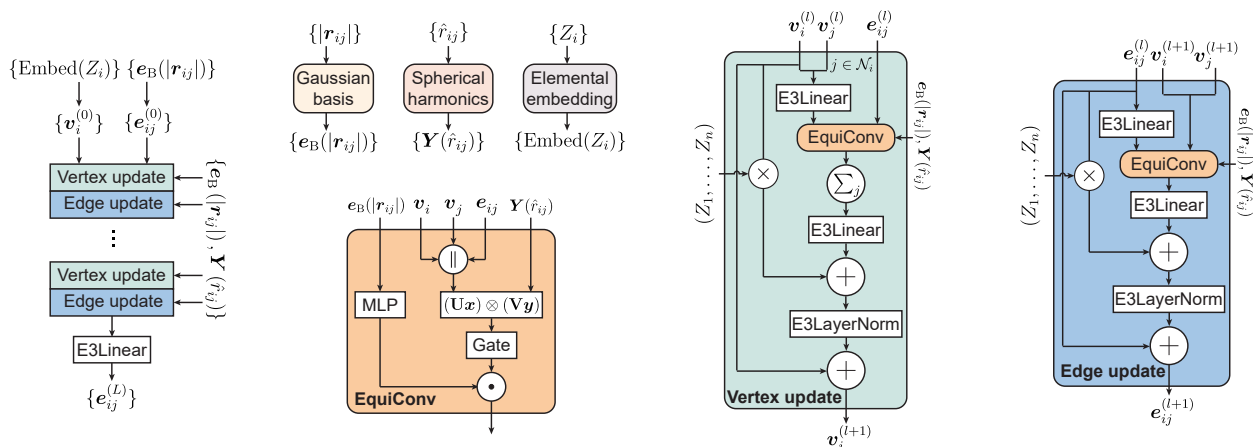 {Embed(Z_i)} {e_B(|r_ij|)}
{v_i^(0)} {e_ij^(0)}
Vertex update
Edge update
...
Vertex update
Edge update
{e_B(|r_ij|), Y(r̂_ij)}
E3Linear
{e_ij^(L)}
{|r_ij|} {r̂_ij} {Z_i}
Gaussian basis
Spherical harmonics
Elemental embedding
{e_B(|r_ij|)} {Y(r̂_ij)} {Embed(Z_i)}
e_B(|r_ij|) v_i v_j e_ij Y(r̂_ij)
||
MLP
(Ux) ⊗ (Vy)
Gate
·
EquiConv
v_i^(l) v_j^(l) e_ij^(l)
j ∈ N_i
E3Linear
EquiConv
e_B(|r_ij|), Y(r̂_ij)
(Z_1, . . . , Z_n)
×
∑_j
E3Linear
+
E3LayerNorm
+
Vertex update
v_i^(l+1)
e_ij^(l) v_i^(l+1) v_j^(l+1)
E3Linear
EquiConv
e_B(|r_ij|), Y(r̂_ij)
(Z_1, . . . , Z_n)
×
E3Linear
+
E3LayerNorm
+
Edge update
e_ij^(l+1)